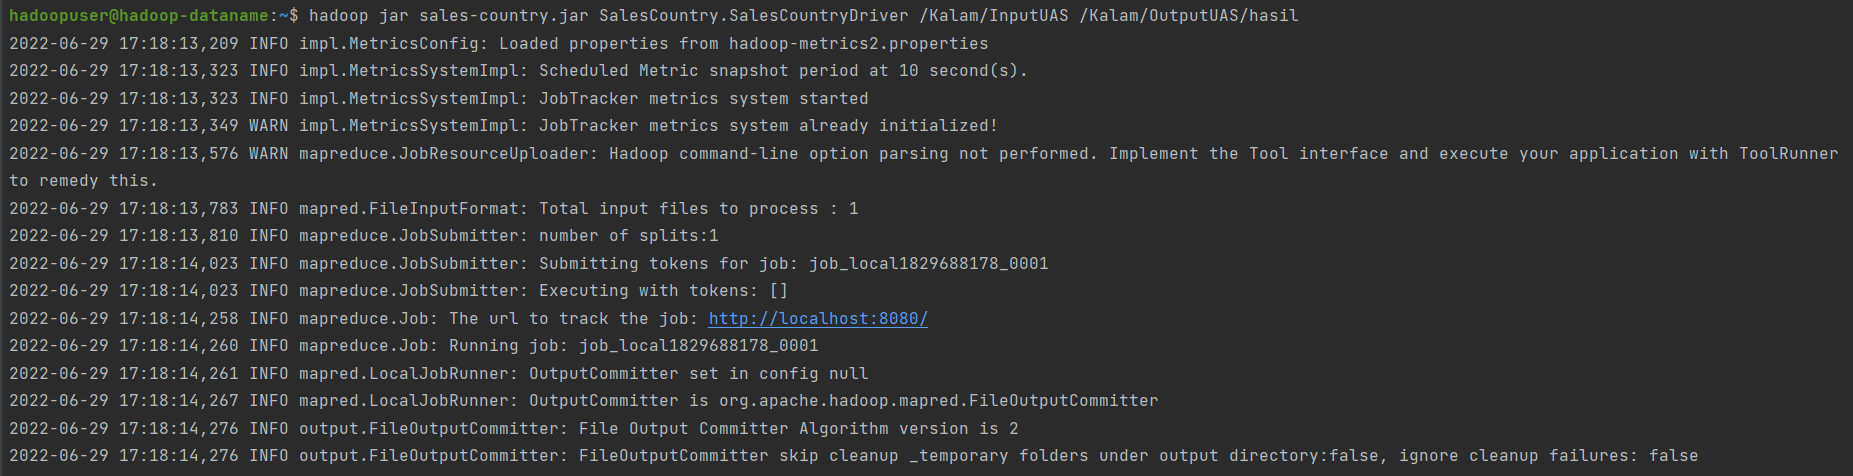 hadoopuser@hadoop-dataname:~$ hadoop jar sales-country.jar SalesCountry.SalesCountryDriver /Kalam/InputUAS /Kalam/OutputUAS/hasil
2022-06-29 17:18:13,209 INFO impl.MetricsConfig: Loaded properties from hadoop-metrics2.properties
2022-06-29 17:18:13,323 INFO impl.MetricsSystemImpl: Scheduled Metric snapshot period at 10 second(s).
2022-06-29 17:18:13,323 INFO impl.MetricsSystemImpl: JobTracker metrics system started
2022-06-29 17:18:13,349 WARN impl.MetricsSystemImpl: JobTracker metrics system already initialized!
2022-06-29 17:18:13,576 WARN mapreduce.JobResourceUploader: Hadoop command-line option parsing not performed. Implement the Tool interface and execute your application with ToolRunner
to remedy this.
2022-06-29 17:18:13,783 INFO mapred.FileInputFormat: Total input files to process : 1
2022-06-29 17:18:13,810 INFO mapreduce.JobSubmitter: number of splits:1
2022-06-29 17:18:14,023 INFO mapreduce.JobSubmitter: Submitting tokens for job: job_local1829688178_0001
2022-06-29 17:18:14,023 INFO mapreduce.JobSubmitter: Executing with tokens: []
2022-06-29 17:18:14,258 INFO mapreduce.Job: The url to track the job: http://localhost:8080/
2022-06-29 17:18:14,260 INFO mapreduce.Job: Running job: job_local1829688178_0001
2022-06-29 17:18:14,261 INFO mapred.LocalJobRunner: OutputCommitter set in config null
2022-06-29 17:18:14,267 INFO mapred.LocalJobRunner: OutputCommitter is org.apache.hadoop.mapred.FileOutputCommitter
2022-06-29 17:18:14,276 INFO output.FileOutputCommitter: File Output Committer Algorithm version is 2
2022-06-29 17:18:14,276 INFO output.FileOutputCommitter: FileOutputCommitter skip cleanup _temporary folders under output directory:false, ignore cleanup failures: false